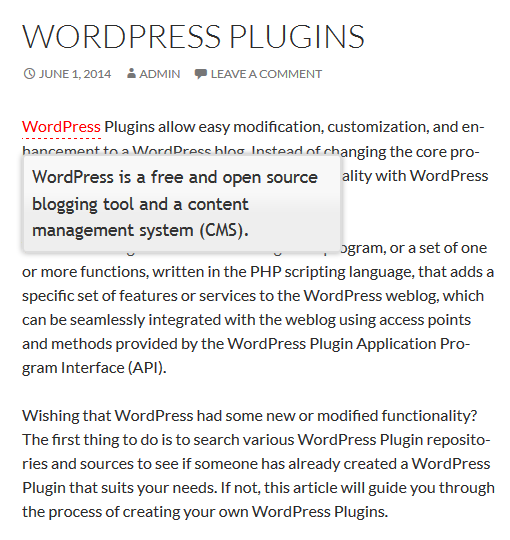 WORDPRESS PLUGINS
JUNE 1, 2014 ADMIN LEAVE A COMMENT
WordPress Plugins allow easy modification, customization, and en-
hancement to a WordPress blog. Instead of changing the core pro-
ality with WordPress
WordPress is a free and open source
blogging tool and a content
management system (CMS).
program, or a set of one
or more functions, written in the PHP scripting language, that adds a
specific set of features or services to the WordPress weblog, which
can be seamlessly integrated with the weblog using access points
and methods provided by the WordPress Plugin Application Pro-
gram Interface (API).
Wishing that WordPress had some new or modified functionality?
The first thing to do is to search various WordPress Plugin reposito-
ries and sources to see if someone has already created a WordPress
Plugin that suits your needs. If not, this article will guide you through
the process of creating your own WordPress Plugins.